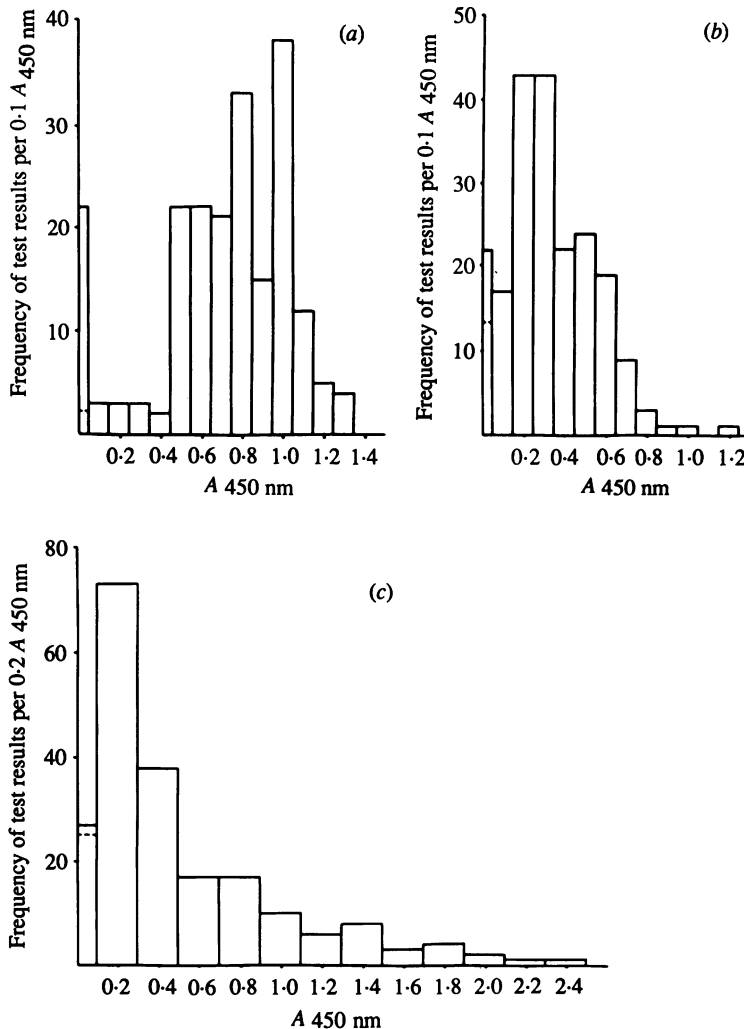 (a)
Frequency of test results per 0·1 A 450 nm
40
30
20
10
0·2 0·4 0·6 0·8 1·0 1·2 1·4
A 450 nm
(b)
Frequency of test results per 0·1 A 450 nm
50
40
30
20
10
0·2 0·4 0·6 0·8 1·0 1·2
A 450 nm
(c)
Frequency of test results per 0·2 A 450 nm
80
60
40
20
0·2 0·4 0·6 0·8 1·0 1·2 1·4 1·6 1·8 2·0 2·2 2·4
A 450 nm